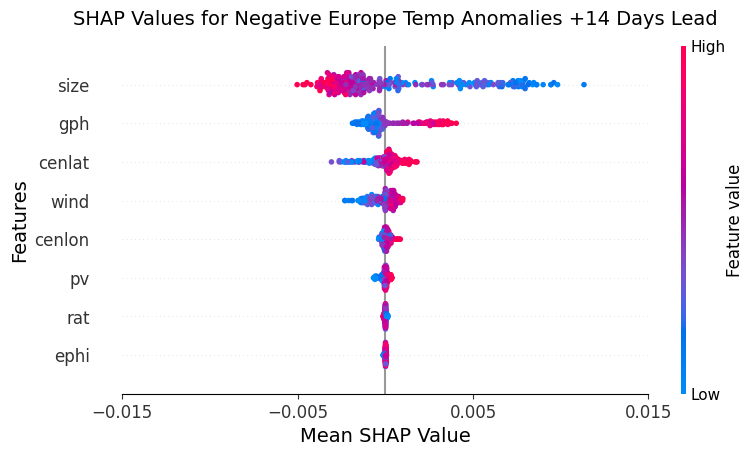 SHAP Values for Negative Europe Temp Anomalies +14 Days Lead
High
size
gph
cenlat
wind
cenlon
pv
rat
ephi
Features
Feature value
Low
−0.015
−0.005
0.005
0.015
Mean SHAP Value